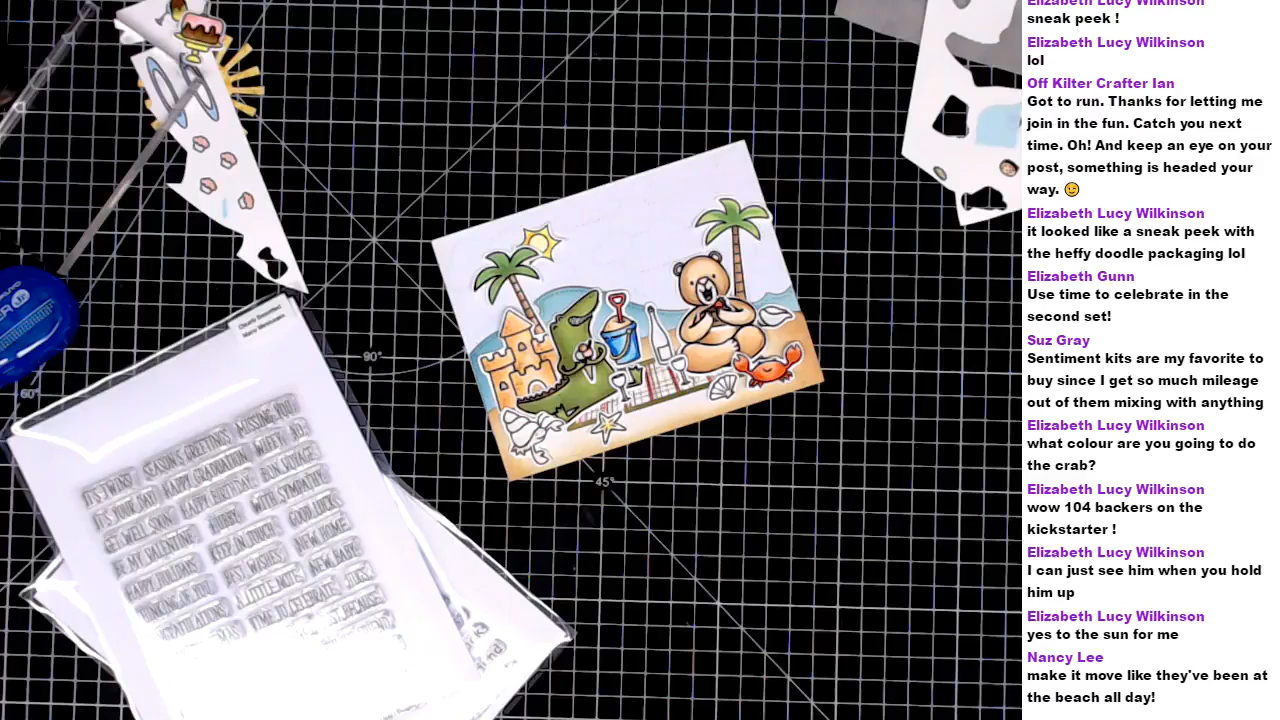 Elizabeth Lucy Wilkinson
sneak peek !
Elizabeth Lucy Wilkinson
lol
Off Kilter Crafter Ian
Got to run. Thanks for letting me
join in the fun. Catch you next
time. Oh! And keep an eye on your
post, something is headed your
way. 😉
Elizabeth Lucy Wilkinson
it looked like a sneak peek with
the heffy doodle packaging lol
Elizabeth Gunn
Use time to celebrate in the
second set!
Suz Gray
Sentiment kits are my favorite to
buy since I get so much mileage
out of them mixing with anything
Elizabeth Lucy Wilkinson
what colour are you going to do
the crab?
Elizabeth Lucy Wilkinson
wow 104 backers on the
kickstarter !
Elizabeth Lucy Wilkinson
I can just see him when you hold
him up
Elizabeth Lucy Wilkinson
yes to the sun for me
Nancy Lee
make it move like they've been at
the beach all day!
90°
60°
45°
Clearly Besotted
MISSING YOU
SEASON'S GREETINGS
HAPPY GRADUATION
IT'S YOUR DAY
BON VOYAGE
HAPPY BIRTHDAY
GET WELL SOON
WITH SYMPATHY
BE MY VALENTINE
KEEP IN TOUCH
GOOD LUCK
HAPPY HOLIDAYS
BEST WISHES
NEW HOME
THINKING OF YOU
A LITTLE NOTE
NEW BABY
TIME TO CELEBRATE